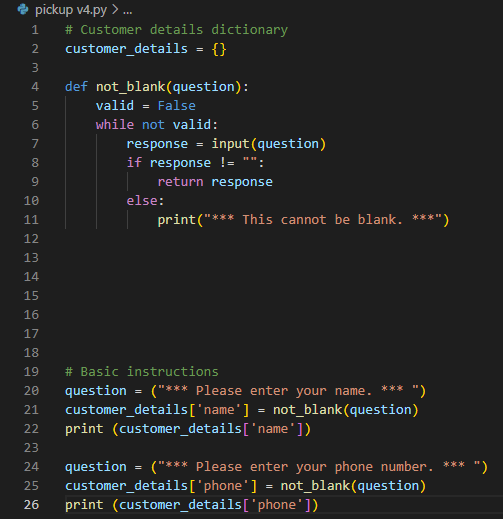 pickup v4.py > ...
1 # Customer details dictionary
2 customer_details = {}
3
4 def not_blank(question):
5     valid = False
6     while not valid:
7         response = input(question)
8         if response != "":
9             return response
10         else:
11             print("*** This cannot be blank. ***")
12
13
14
15
16
17
18
19 # Basic instructions
20 question = ("*** Please enter your name. *** ")
21 customer_details['name'] = not_blank(question)
22 print (customer_details['name'])
23
24 question = ("*** Please enter your phone number. *** ")
25 customer_details['phone'] = not_blank(question)
26 print (customer_details['phone'])